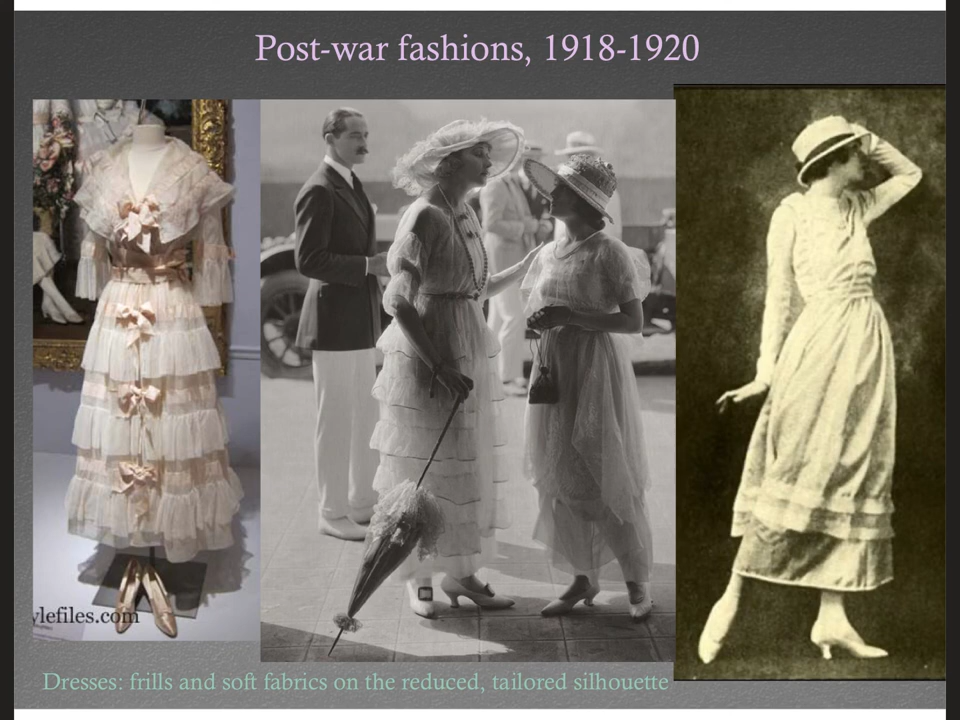 Post-war fashions, 1918-1920
ylefiles.com
Dresses: frills and soft fabrics on the reduced, tailored silhouette